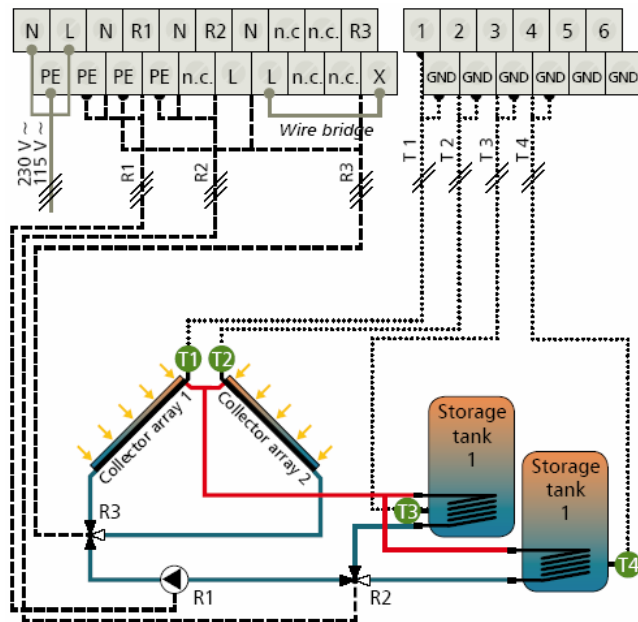 N L N R1 N R2 N n.c n.c. R3
1 2 3 4 5 6
PE PE PE PE n.c. L L n.c. n.c. X
GND GND GND GND GND GND
Wire bridge
230 V ~
115 V ~
R1
R2
R3
T 1
T 2
T 3
T 4
T1 T2
Collector array 1
Collector array 2
Storage
tank
1
Storage
tank
1
R3
T3
T4
R1
R2